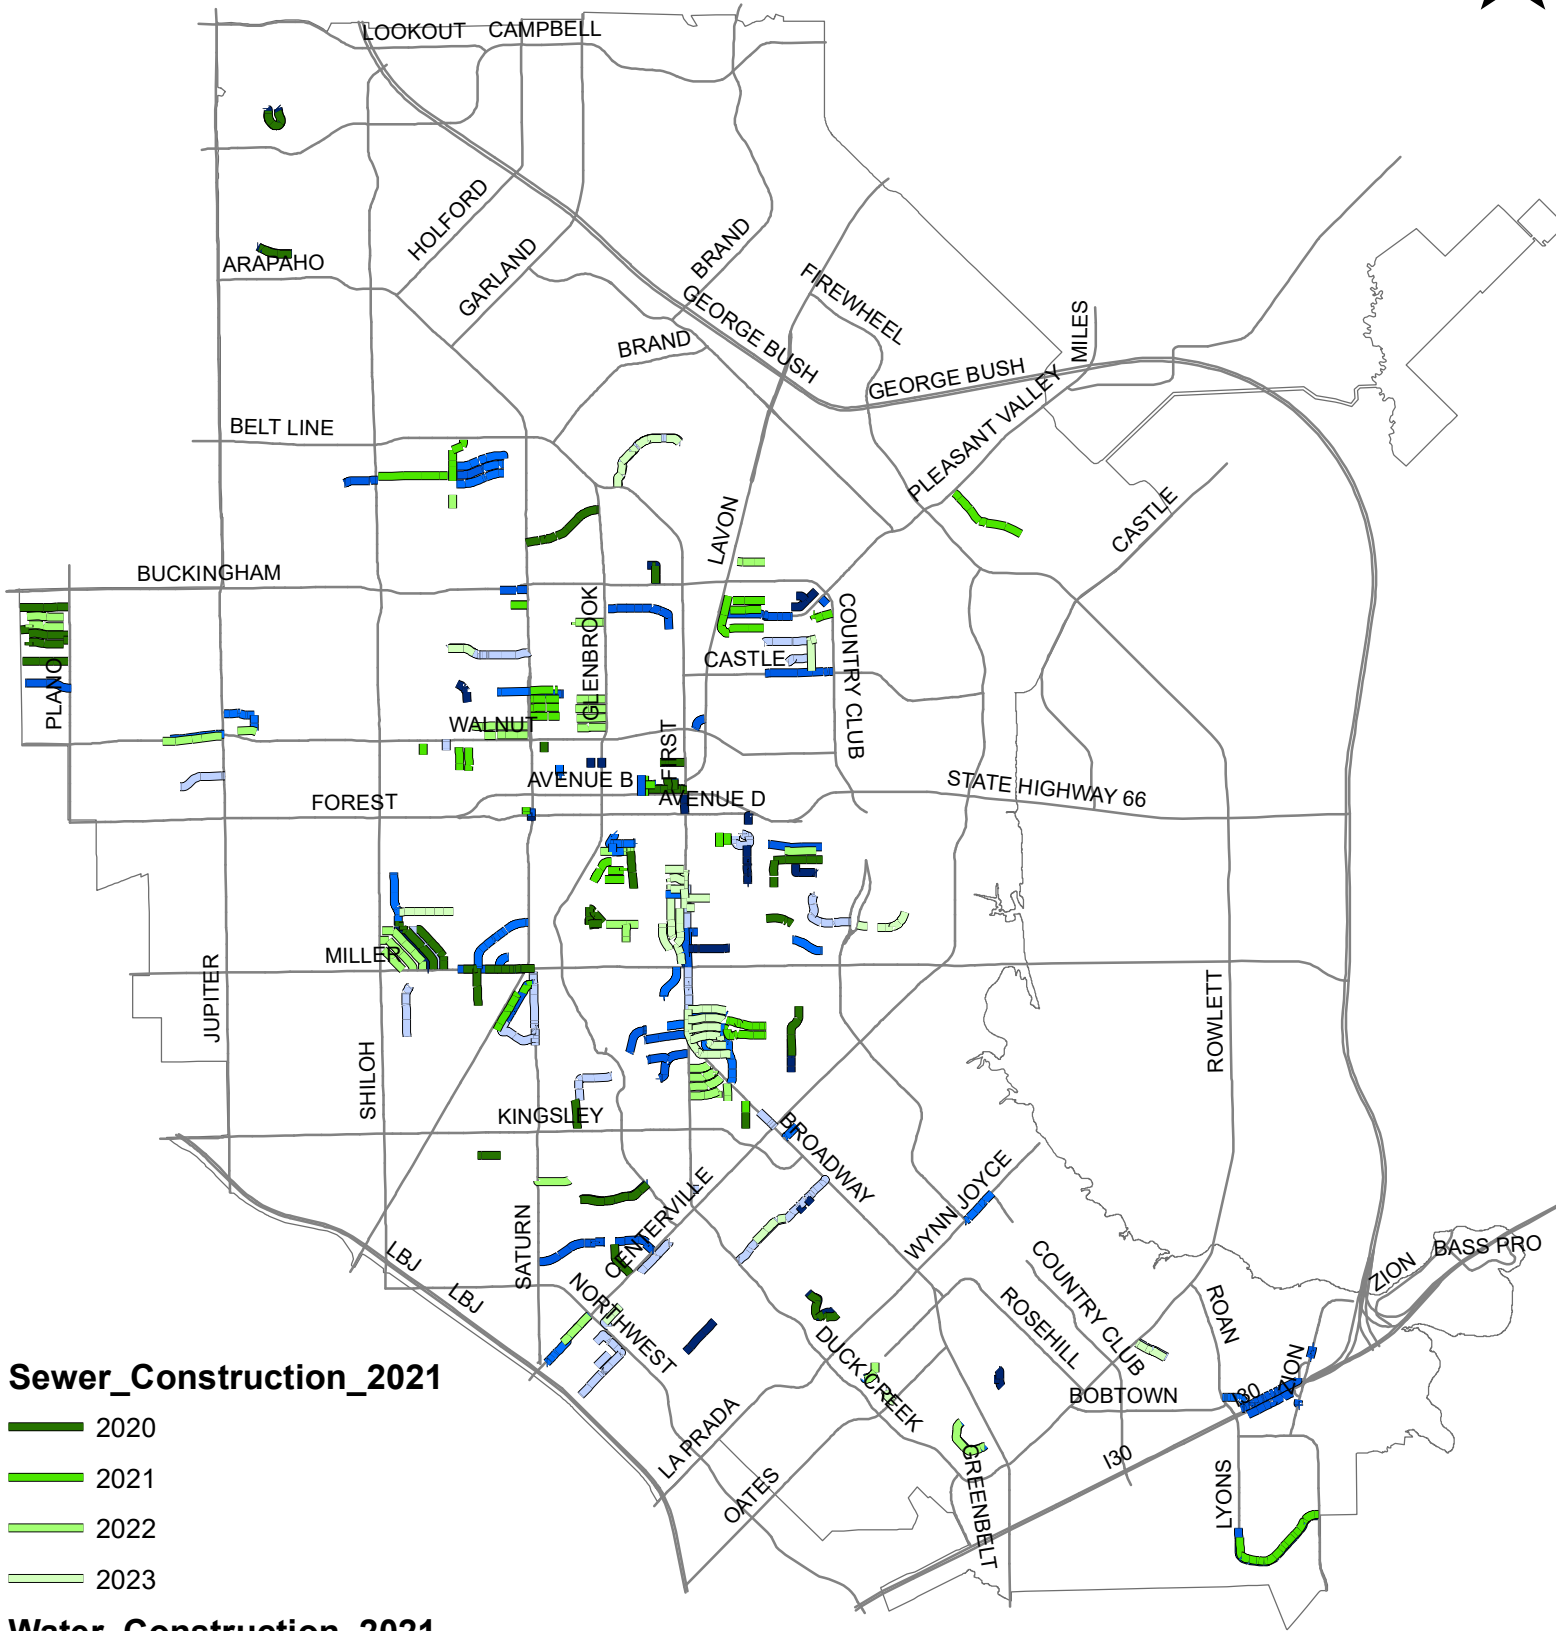 LOOKOUT
CAMPBELL
HOLFORD
GARLAND
ARAPAHO
BRAND
GEORGE BUSH
FIREWHEEL
BRAND
MILES
GEORGE BUSH
PLEASANT VALLEY
BELT LINE
LAVON
CASTLE
BUCKINGHAM
GLENBROOK
COUNTRY CLUB
CASTLE
PLANO
WALNUT
FIRST
AVENUE B
AVENUE D
STATE HIGHWAY 66
FOREST
MILLER
JUPITER
ROWLETT
SHILOH
KINGSLEY
BROADWAY
WYNN JOYCE
CENTERVILLE
SATURN
LBJ
LBJ
NORTHWEST
COUNTRY CLUB
ROSEHILL
ROAN
ZION
BASS PRO
DUCK CREEK
BOBTOWN
I30
ZION
LA PRADA
OATES
GREENBELT
I30
LYONS
Sewer_Construction_2021
2020
2021
2022
2023
Water_Construction_2021